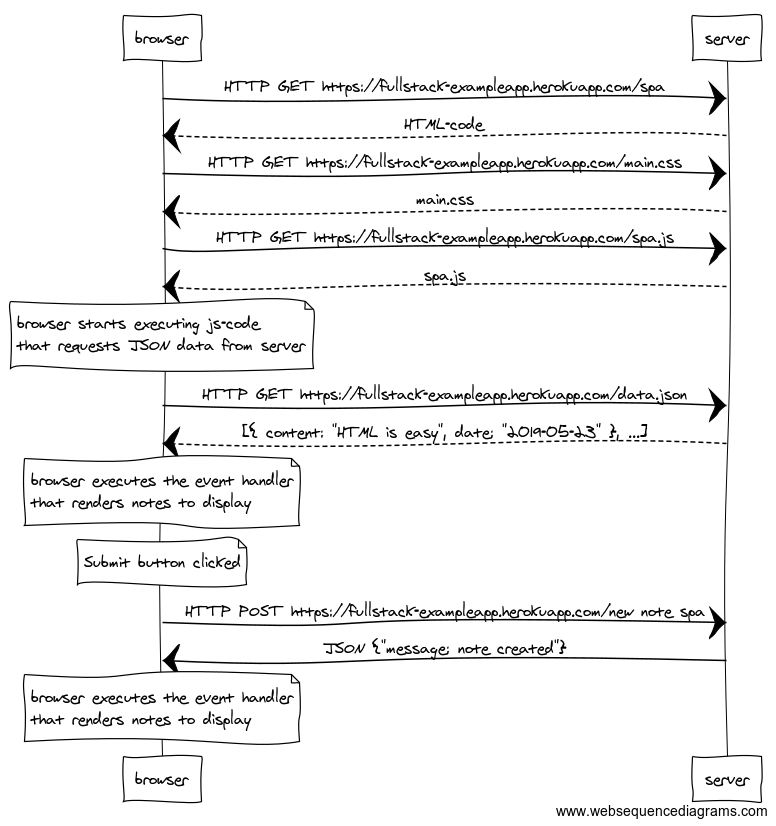 browser
server
HTTP GET https://fullstack-exampleapp.herokuapp.com/spa
HTML-code
HTTP GET https://fullstack-exampleapp.herokuapp.com/main.css
main.css
HTTP GET https://fullstack-exampleapp.herokuapp.com/spa.js
spa.js
browser starts executing js-code
that requests JSON data from server
HTTP GET https://fullstack-exampleapp.herokuapp.com/data.json
[{ content: "HTML is easy", date: "2019-05-23" }, ...]
browser executes the event handler
that renders notes to display
Submit button clicked
HTTP POST https://fullstack-exampleapp.herokuapp.com/new note spa
JSON {"message: note created"}
browser executes the event handler
that renders notes to display
browser
server
www.websequencediagrams.com